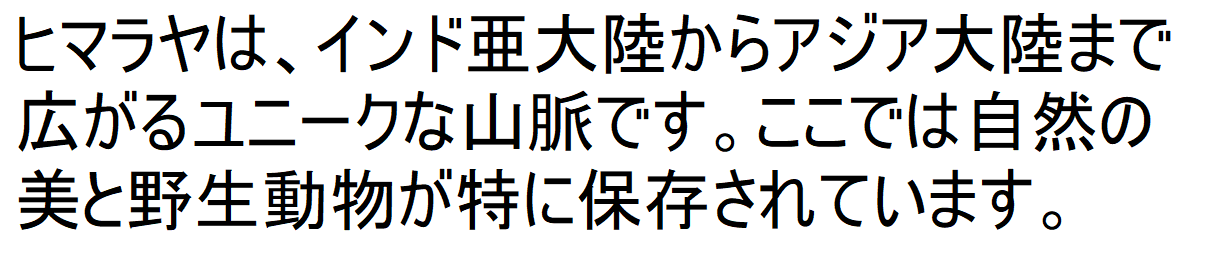 ヒマラヤは、インド亜大陸からアジア大陸まで
広がるユニークな山脈です。ここでは自然の
美と野生動物が特に保存されています。